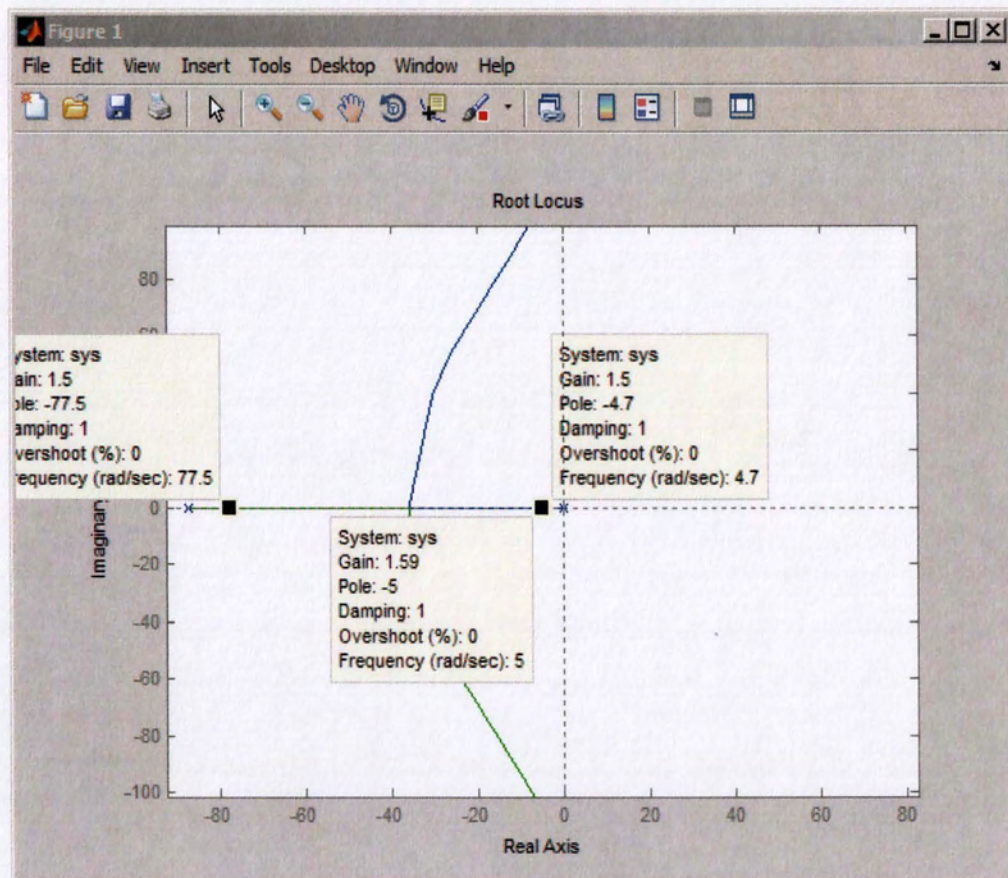 Figure 1
File Edit View Insert Tools Desktop Window Help
Root Locus
80
ystem: sys
ain: 1.5
ole: -77.5
amping: 1
vershoot (%): 0
requency (rad/sec): 77.5
System: sys
Gain: 1.5
Pole: -4.7
Damping: 1
Overshoot (%): 0
Frequency (rad/sec): 4.7
0
System: sys
Gain: 1.59
Pole: -5
Damping: 1
Overshoot (%): 0
Frequency (rad/sec): 5
-20
-40
-60
-80
-100
-80 -60 -40 -20 0 20 40 60 80
Real Axis